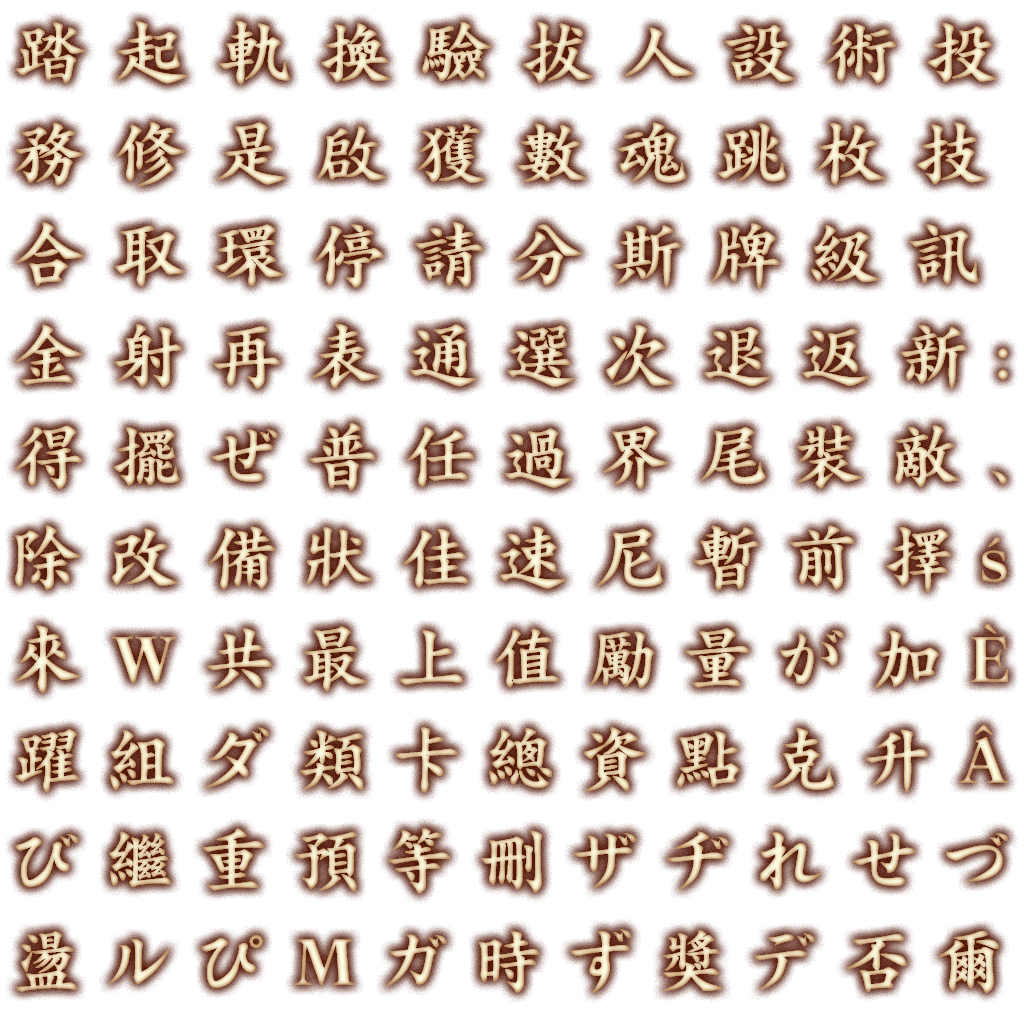 踏起軌換驗拔人設術投
務修是啟獲數魂跳枚技
合取環停請分斯牌級訊
金射再表通選次退返新:
得擺ぜ普任過界尾裝敵、
除改備狀佳速尼暫前擇ś
來W共最上值勵量が加È
躍組ダ類卡總資點克升Â
び繼重預等刪ザヂれせづ
盪ルぴMガ時ず獎デ否爾